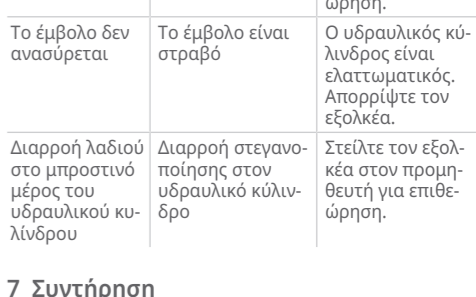 ώρηση.
Το έμβολο δεν
ανασύρεται
Το έμβολο είναι
στραβό
Ο υδραυλικός κύ-
λινδρος είναι
ελαττωματικός.
Απορρίψτε τον
εξολκέα.
Διαρροή λαδιού
στο μπροστινό
μέρος του
υδραυλικού κυ-
λίνδρου
Διαρροή στεγανο-
ποίησης στον
υδραυλικό κύλιν-
δρο
Στείλτε τον εξολ-
κέα στον προμη-
θευτή για επιθε-
ώρηση.
7 Συντήρηση